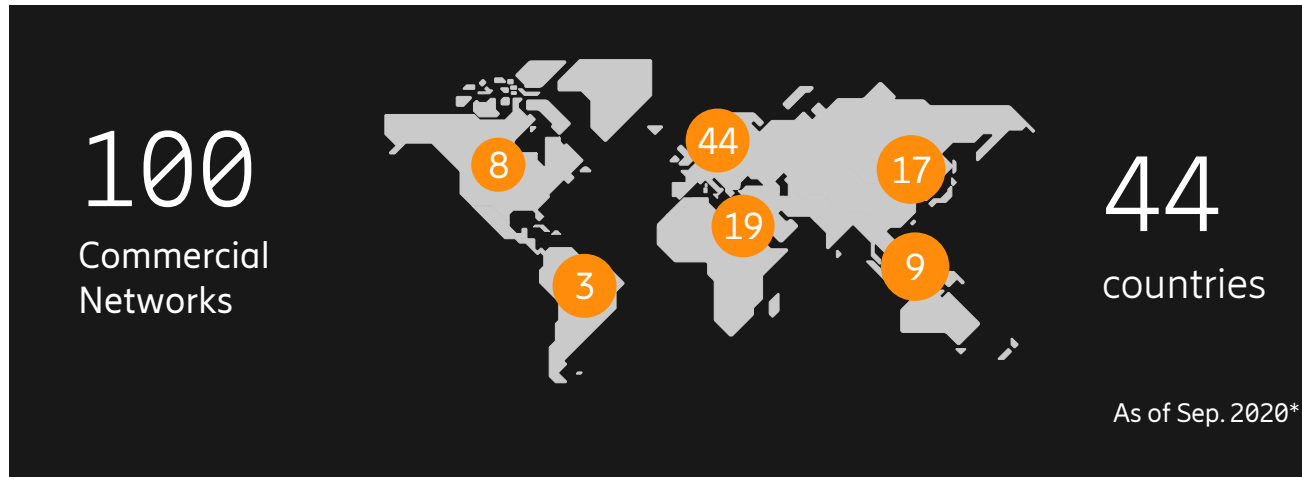 100
Commercial
Networks
8
44
17
19
3
9
44
countries
As of Sep. 2020*